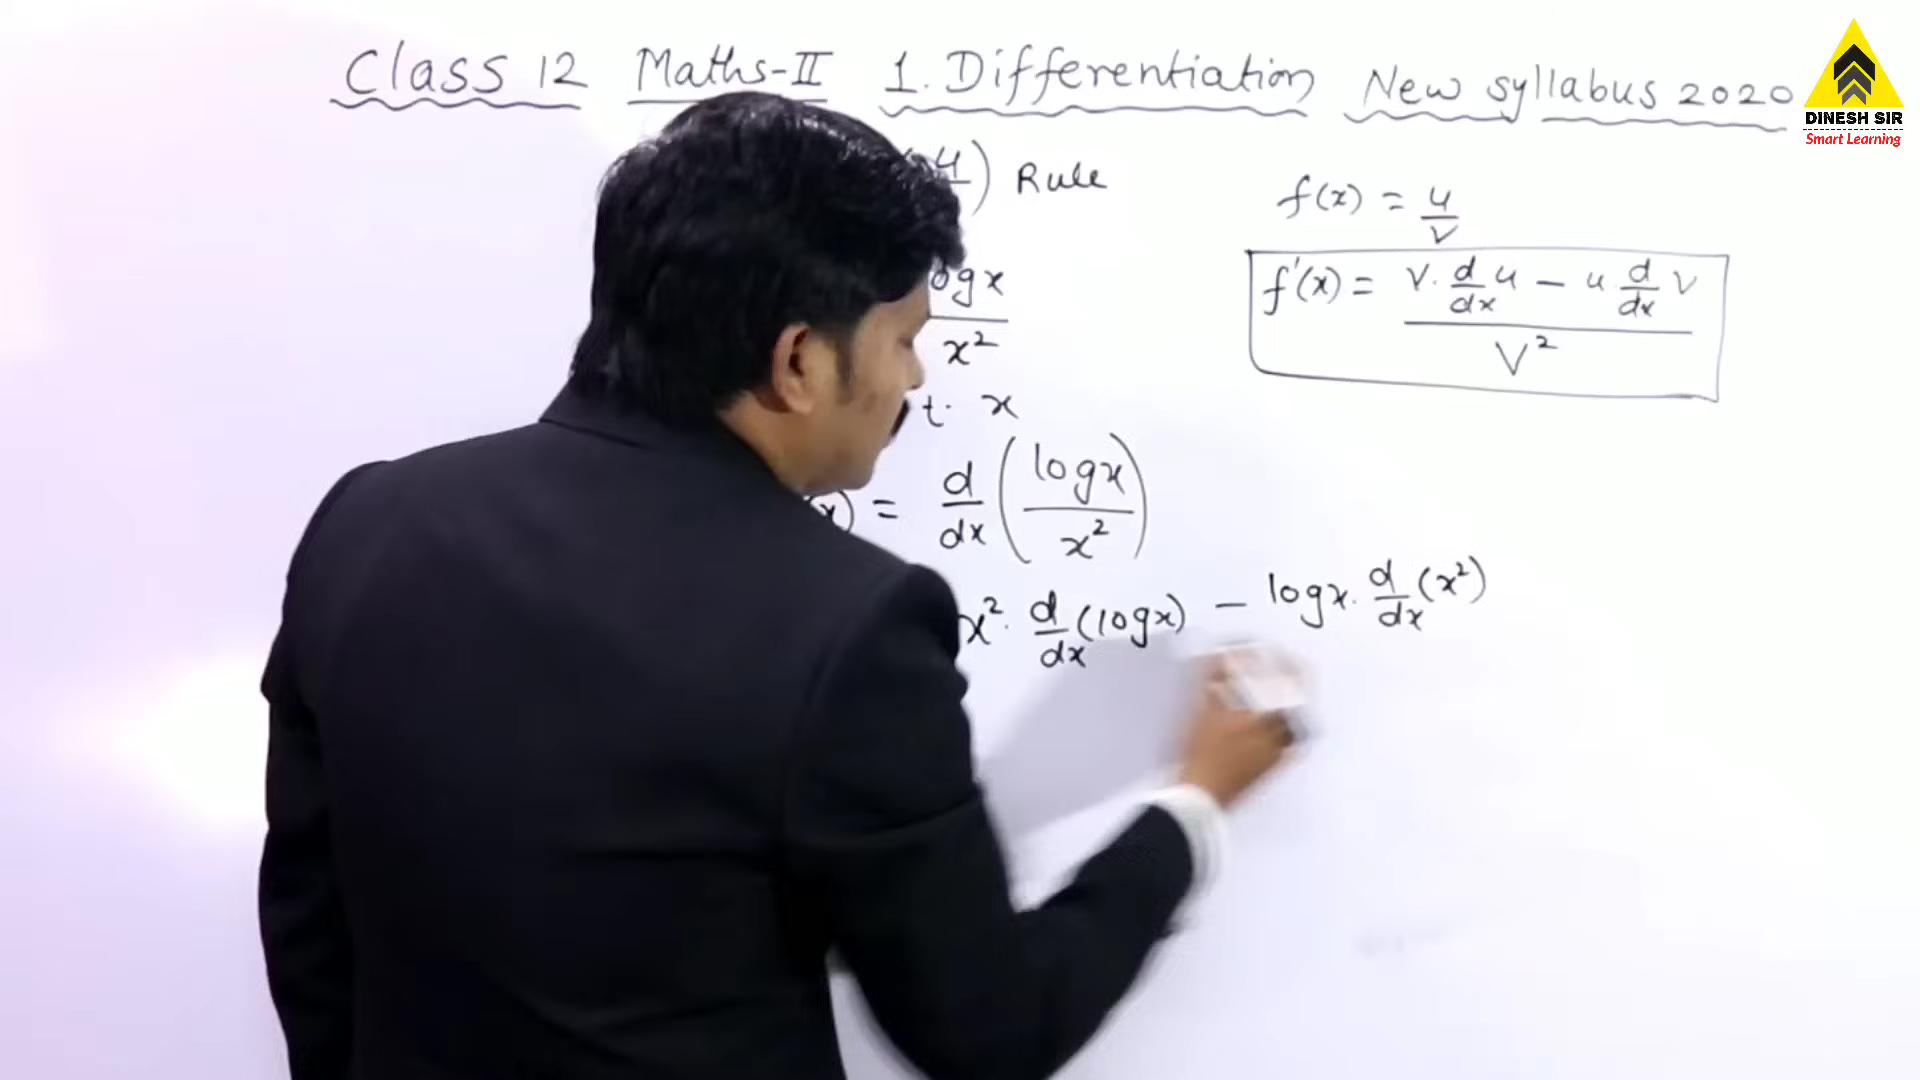 Class 12 Maths-II 1. Differentiation New syllabus 2020
DINESH SIR
Smart Learning
u) Rule
f(x) = u/v
f'(x) = (v. d/dx u - u. d/dx v) / v²
ogx
x²
t. x
(x) = d/dx (logx / x²)
x². d/dx (logx) - logx. d/dx (x²)